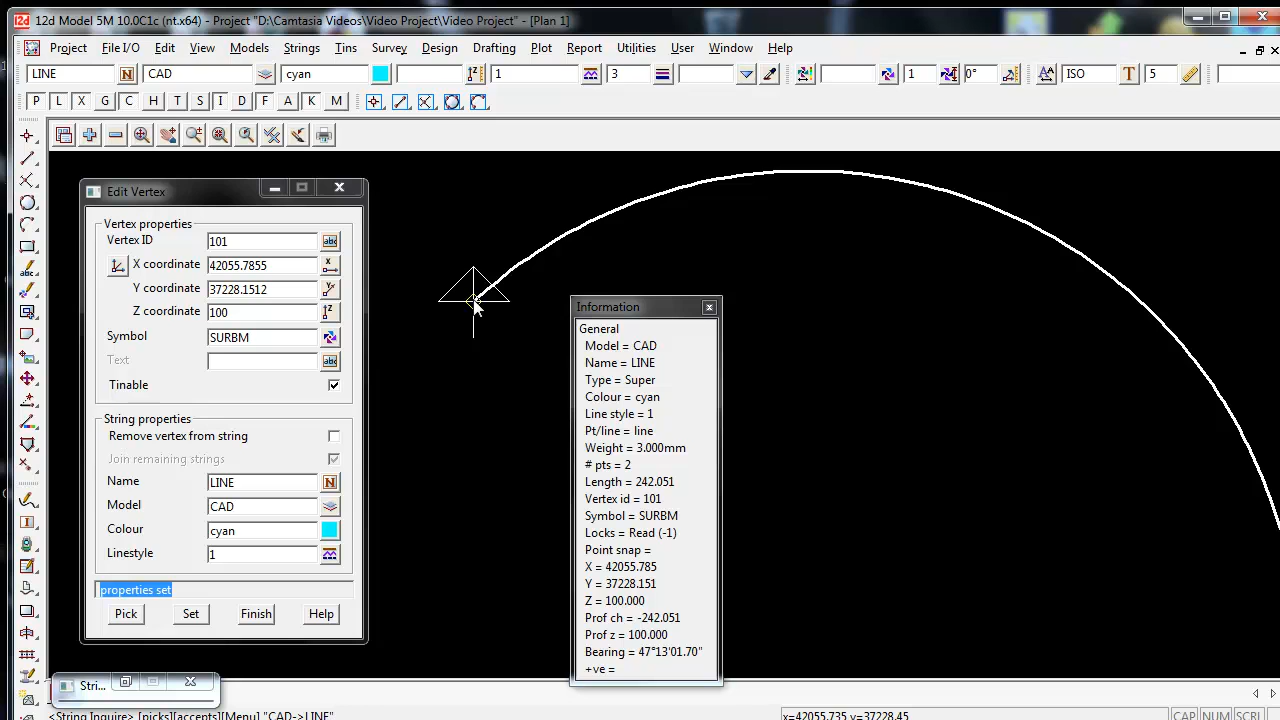 12d Model 5M 10.0C1c (nt.x64) - Project "D:\Camtasia Videos\Video Project\Video Project" - [Plan 1]
Project File I/O Edit View Models Strings Tins Survey Design Drafting Plot Report Utilities User Window Help
LINE N CAD cyan 1 3 1 0° ISO T 5
P L X G C H T S I D F A K M
Edit Vertex
Vertex properties
Vertex ID 101 abc
X coordinate 42055.7855
Y coordinate 37228.1512
Z coordinate 100
Symbol SURBM
Text abc
Tinable
String properties
Remove vertex from string
Join remaining strings
Name LINE N
Model CAD
Colour cyan
Linestyle 1
properties set
Pick Set Finish Help
Information
General
Model = CAD
Name = LINE
Type = Super
Colour = cyan
Line style = 1
Pt/line = line
Weight = 3.000mm
# pts = 2
Length = 242.051
Vertex id = 101
Symbol = SURBM
Locks = Read (-1)
Point snap =
X = 42055.785
Y = 37228.151
Z = 100.000
Prof ch = -242.051
Prof z = 100.000
Bearing = 47°13'01.70"
+ve =
Stri...
<String Inquire> [picks][accepts][Menu] "CAD->LINE"
x=42055.735 y=37228.45
CAP NUM SCRL